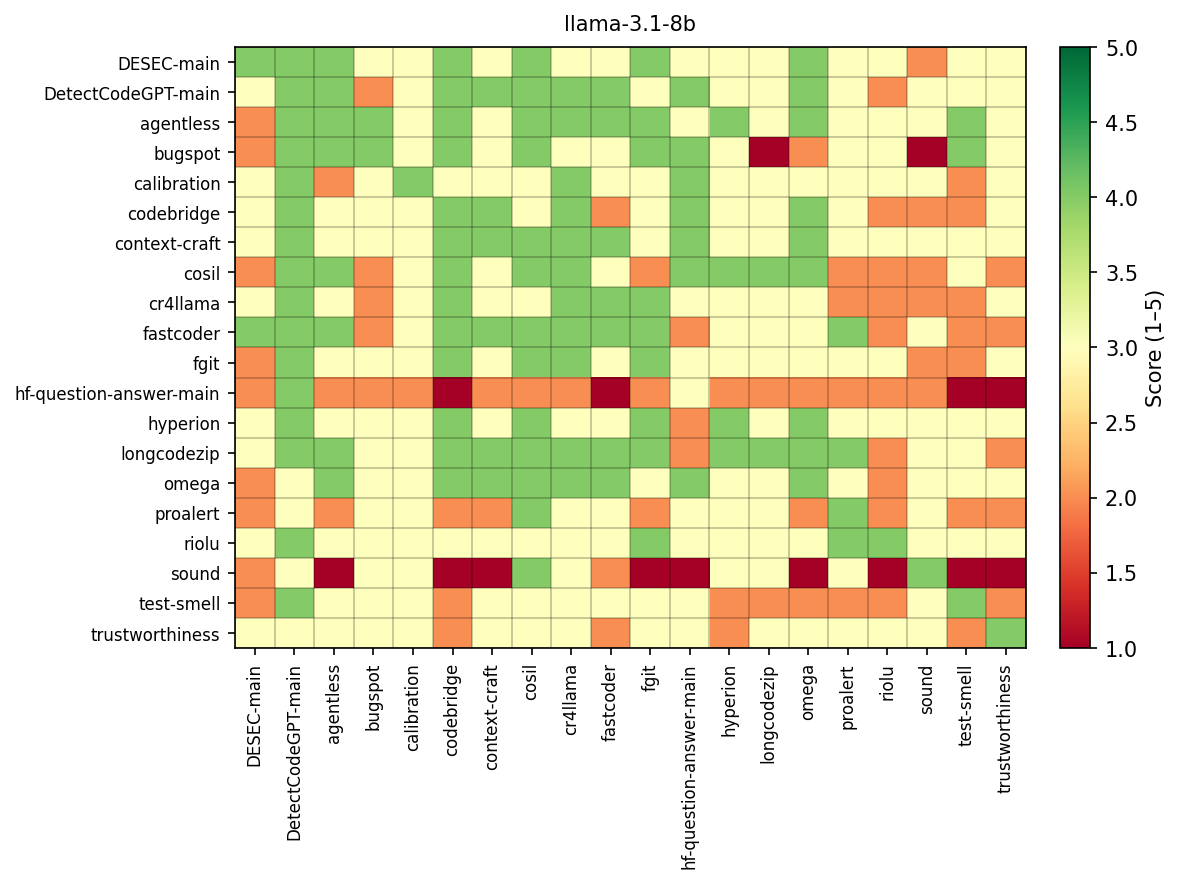 llama-3.1-8b
DESEC-main
DetectCodeGPT-main
agentless
bugspot
calibration
codebridge
context-craft
cosil
cr4llama
fastcoder
fgit
hf-question-answer-main
hyperion
longcodezip
omega
proalert
riolu
sound
test-smell
trustworthiness
DESEC-main
DetectCodeGPT-main
agentless
bugspot
calibration
codebridge
context-craft
cosil
cr4llama
fastcoder
fgit
hf-question-answer-main
hyperion
longcodezip
omega
proalert
riolu
sound
test-smell
trustworthiness
5.0
4.5
4.0
3.5
3.0
2.5
2.0
1.5
1.0
Score (1–5)